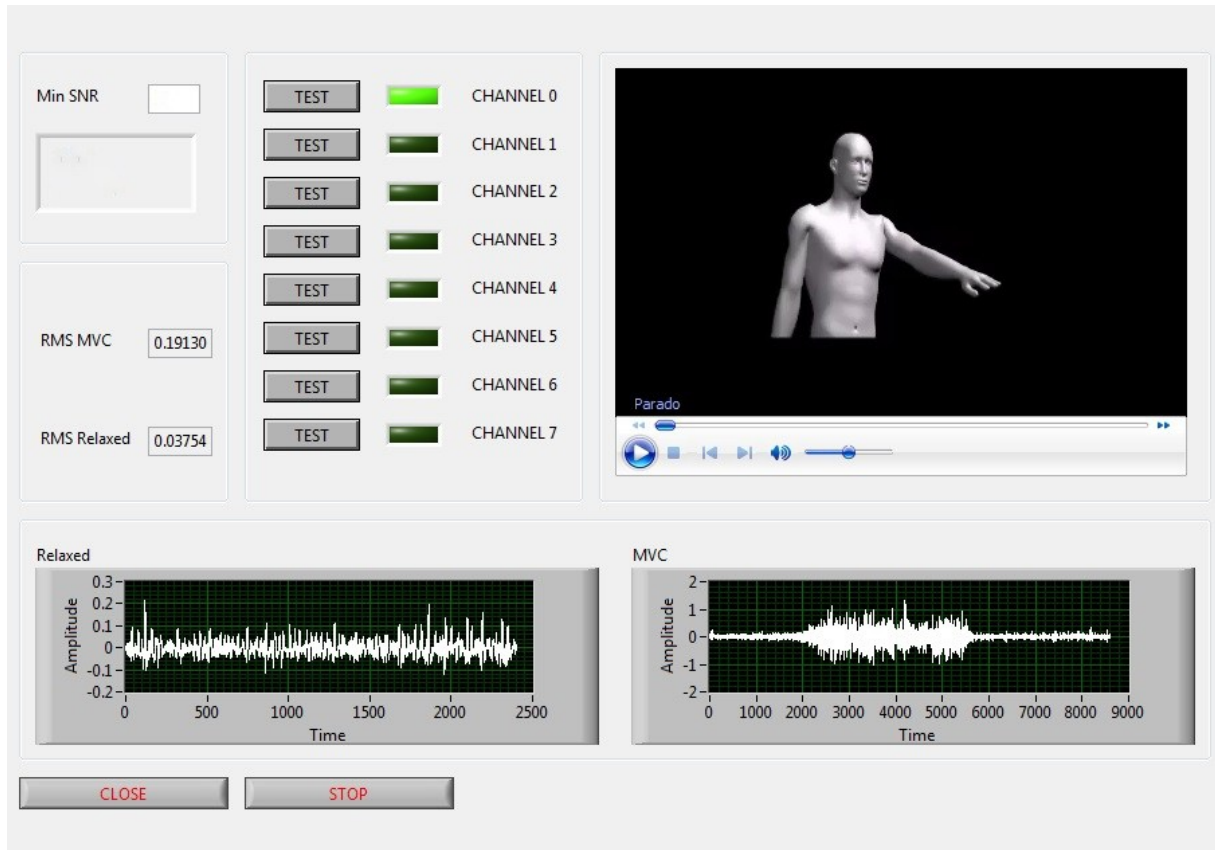 Min SNR
TEST CHANNEL 0
TEST CHANNEL 1
TEST CHANNEL 2
TEST CHANNEL 3
TEST CHANNEL 4
TEST CHANNEL 5
TEST CHANNEL 6
TEST CHANNEL 7
RMS MVC 0.19130
RMS Relaxed 0.03754
Parado
Relaxed
Amplitude
0.3
0.2
0.1
0
-0.1
-0.2
0 500 1000 1500 2000 2500
Time
MVC
Amplitude
2
1
0
-1
-2
0 1000 2000 3000 4000 5000 6000 7000 8000 9000
Time
CLOSE
STOP